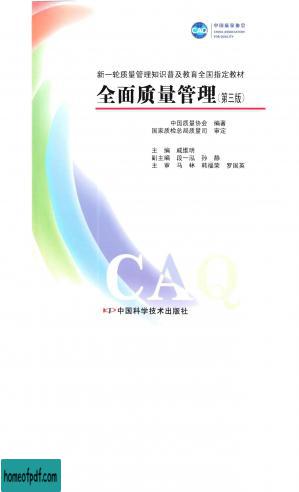 中国质量协会
CHINA ASSOCIATION
FOR QUALITY
CAQ
新一轮质量管理知识普及教育全国指定教材
全面质量管理(第三版)
中国质量协会 编著
国家质检总局质量司 审定
主 编 戚维明
副主编 段一泓 孙 静
主 审 马 林 韩福荣 罗国英
CAQ
中国科学技术出版社
homeofpdf.com